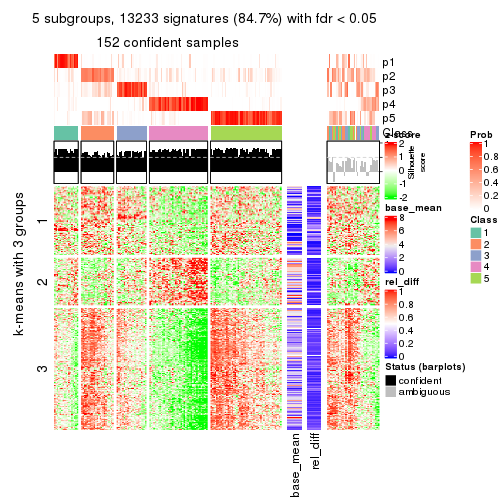 5 subgroups, 13233 signatures (84.7%) with fdr < 0.05
152 confident samples
p1
p2
p3
p4
p5
Class
k-means with 3 groups
1
2
3
Silhouette
score
base_mean
rel_diff
z-score
2
1
0
-1
-2
base_mean
8
6
4
2
0
rel_diff
1
0.8
0.6
0.4
0.2
0
Status (barplots)
confident
ambiguous
Prob
1
0.8
0.6
0.4
0.2
0
Class
1
2
3
4
5